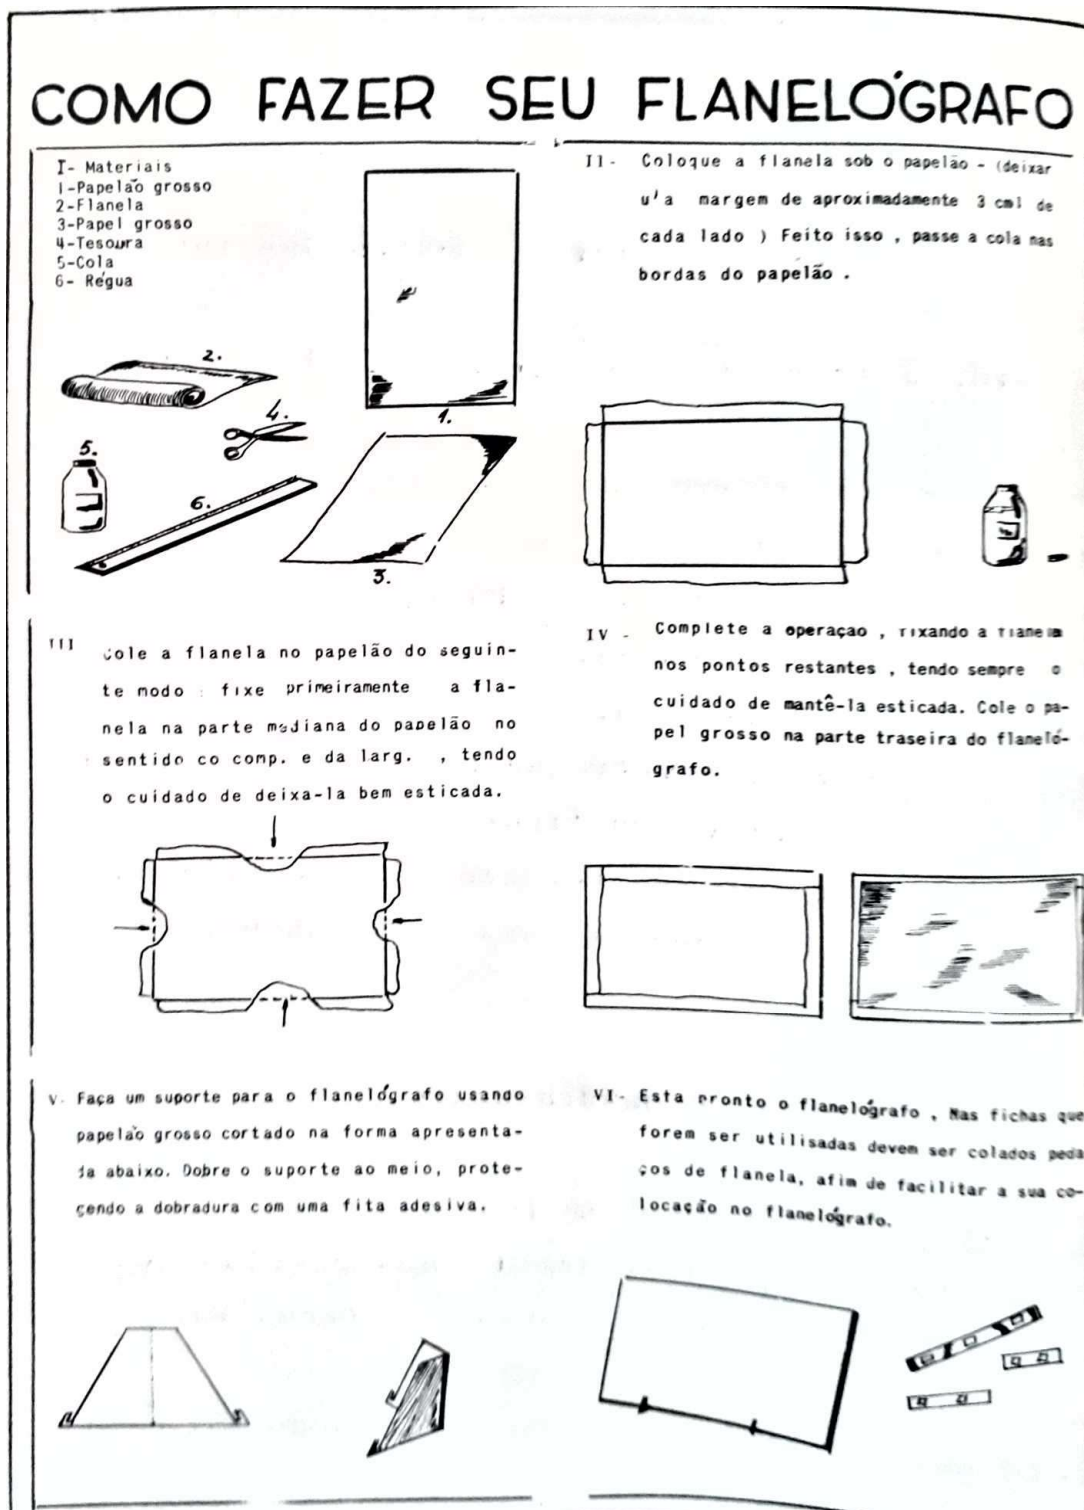 COMO FAZER SEU FLANELÓGRAFO
I- Materiais
1-Papelão grosso
2-Flanela
3-Papel grosso
4-Tesoura
5-Cola
6- Régua
2.
4.
1.
5.
6.
3.
II- Coloque a flanela sob o papelão - (deixar
u'a margem de aproximadamente 3 cml de
cada lado ) Feito isso , passe a cola nas
bordas do papelão .
III Cole a flanela no papelão do seguin-
te modo : fixe primeiramente a fla-
nela na parte mediana do papelão no
sentido co comp. e da larg. , tendo
o cuidado de deixa-la bem esticada.
IV - Complete a operaçao , fixando a flanela
nos pontos restantes , tendo sempre o
cuidado de mantê-la esticada. Cole o pa-
pel grosso na parte traseira do flaneló-
grafo.
V- Faça um suporte para o flanelógrafo usando
papelão grosso cortado na forma apresenta-
da abaixo. Dobre o suporte ao meio, prote-
gendo a dobradura com uma fita adesiva.
VI- Esta pronto o flanelógrafo , Nas fichas que
forem ser utilisadas devem ser colados peda
ços de flanela, afim de facilitar a sua co-
locação no flanelógrafo.